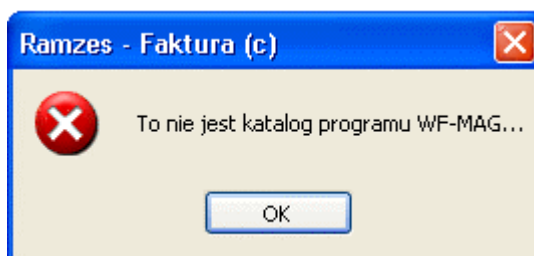 Ramzes - Faktura (c)
To nie jest katalog programu WF-MAG...
OK